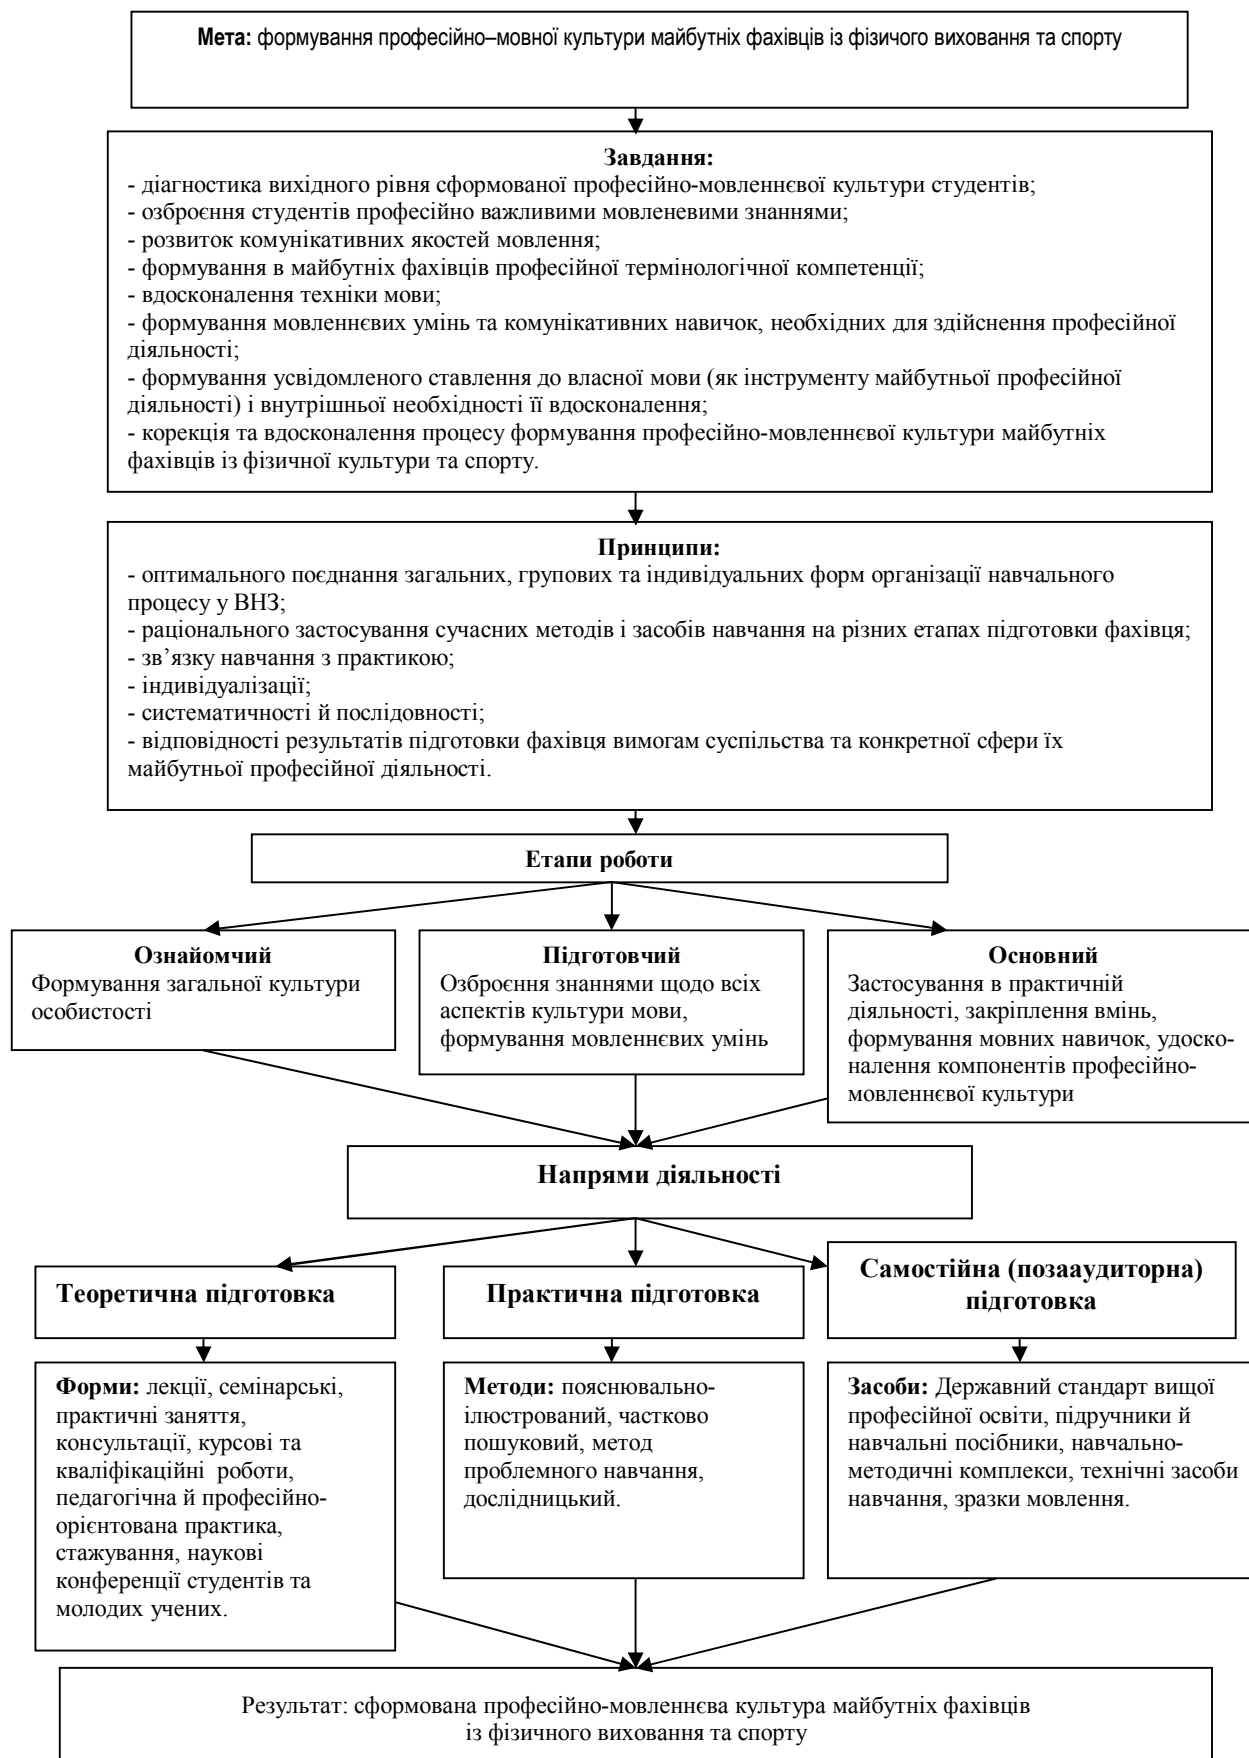 Мета: формування професійно–мовної культури майбутніх фахівців із фізичого виховання та спорту
Завдання:
- діагностика вихідного рівня сформованої професійно-мовленнєвої культури студентів;
- озброєння студентів професійно важливими мовленевими знаннями;
- розвиток комунікативних якостей мовлення;
- формування в майбутніх фахівців професійної термінологічної компетенції;
- вдосконалення техніки мови;
- формування мовленнєвих умінь та комунікативних навичок, необхідних для здійснення професійної
діяльності;
- формування усвідомленого ставлення до власної мови (як інструменту майбутньої професійної
діяльності) і внутрішньої необхідності її вдосконалення;
- корекція та вдосконалення процесу формування професійно-мовленнєвої культури майбутніх
фахівців із фізичної культури та спорту.
Принципи:
- оптимального поєднання загальних, групових та індивідуальних форм організації навчального
процесу у ВНЗ;
- раціонального застосування сучасних методів і засобів навчання на різних етапах підготовки фахівця;
- зв’язку навчання з практикою;
- індивідуалізації;
- систематичності й послідовності;
- відповідності результатів підготовки фахівця вимогам суспільства та конкретної сфери їх
майбутньої професійної діяльності.
Етапи роботи
Ознайомчий
Формування загальної культури
особистості
Підготовчий
Озброєння знаннями щодо всіх
аспектів культури мови,
формування мовленнєвих умінь
Основний
Застосування в практичній
діяльності, закріплення вмінь,
формування мовних навичок, удоско-
налення компонентів професійно-
мовленнєвої культури
Напрями діяльності
Теоретична підготовка
Практична підготовка
Самостійна (позааудиторна)
підготовка
Форми: лекції, семінарські,
практичні заняття,
консультації, курсові та
кваліфікаційні роботи,
педагогічна й професійно-
орієнтована практика,
стажування, наукові
конференції студентів та
молодих учених.
Методи: пояснювально-
ілюстрований, частково
пошуковий, метод
проблемного навчання,
дослідницький.
Засоби: Державний стандарт вищої
професійної освіти, підручники й
навчальні посібники, навчально-
методичні комплекси, технічні засоби
навчання, зразки мовлення.
Результат: сформована професійно-мовленнєва культура майбутніх фахівців
із фізичного виховання та спорту